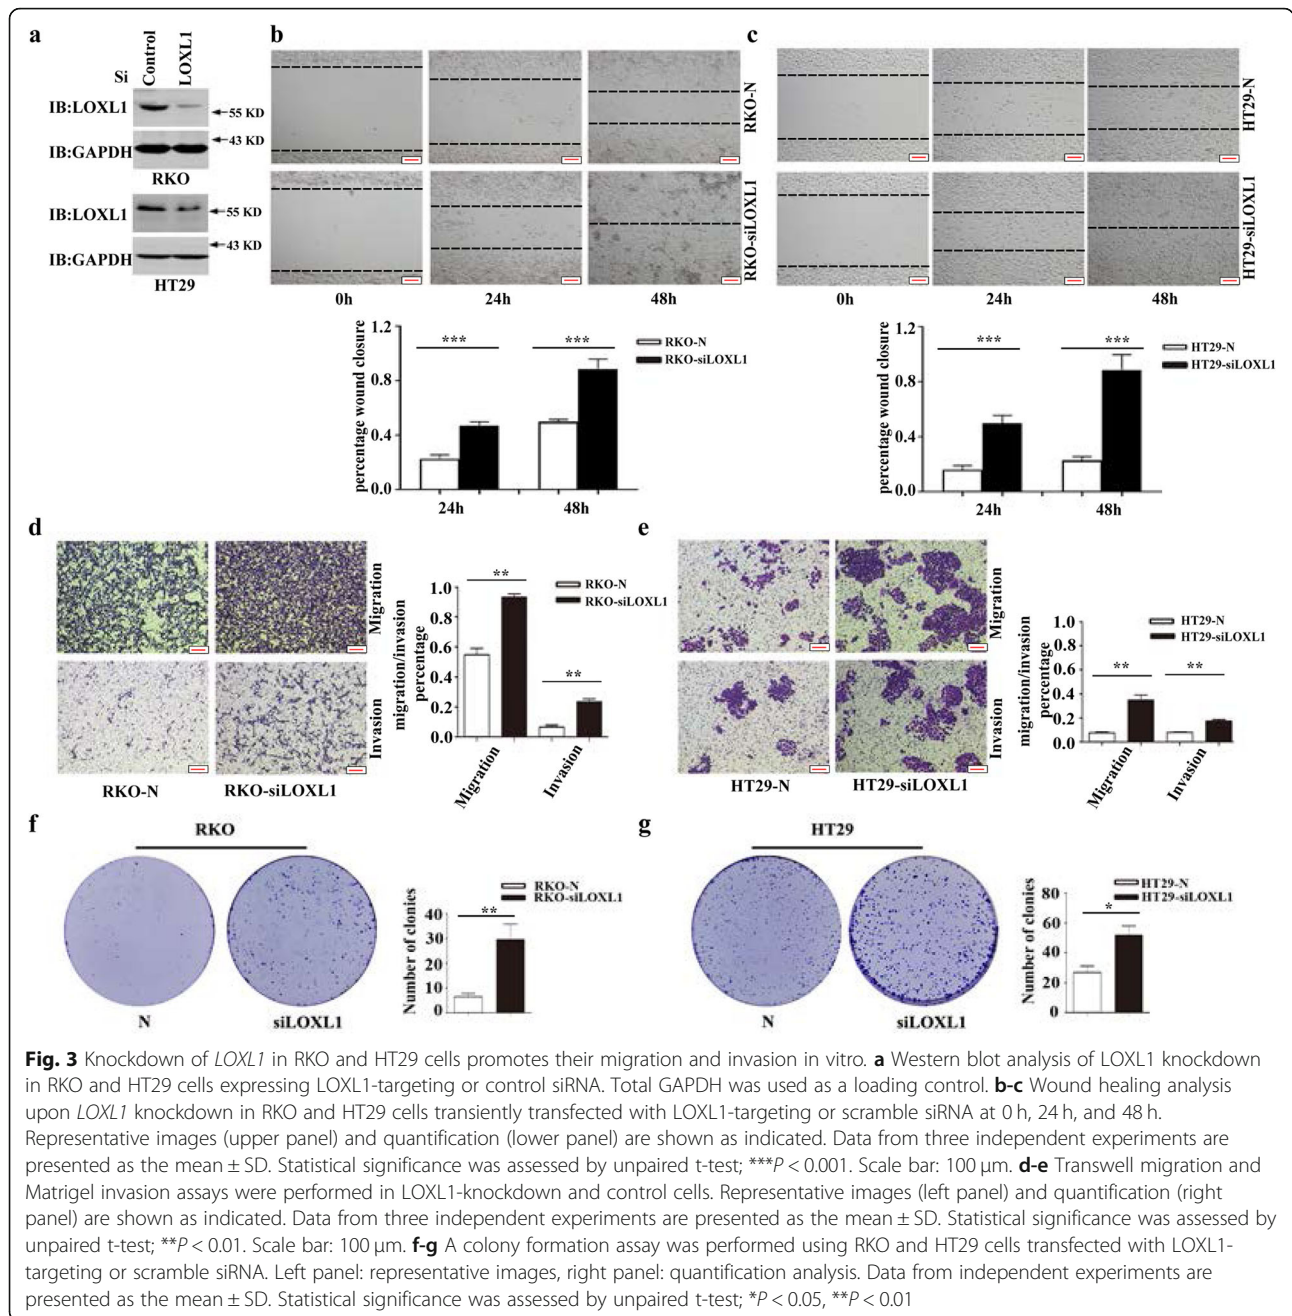 a
Si
Control
LOXL1
IB:LOXL1
55 KD
43 KD
IB:GAPDH
RKO
IB:LOXL1
55 KD
43 KD
IB:GAPDH
HT29
b
RKO-N
RKO-siLOXL1
0h 24h 48h
percentage wound closure
1.2
0.8
0.4
0.0
*** ***
RKO-N
RKO-siLOXL1
24h 48h
c
HT29-N
HT29-siLOXL1
0h 24h 48h
percentage wound closure
1.2
0.8
0.4
0.0
*** ***
HT29-N
HT29-siLOXL1
24h 48h
d
Migration
Invasion
RKO-N RKO-siLOXL1
migration/invasion
percentage
1.0
0.8
0.6
0.4
0.2
0.0
**
**
RKO-N
RKO-siLOXL1
Migration
Invasion
e
Migration
Invasion
HT29-N HT29-siLOXL1
migration/invasion
percentage
1.0
0.8
0.6
0.4
0.2
0.0
** **
HT29-N
HT29-siLOXL1
Migration
Invasion
f
RKO
N siLOXL1
Number of clonies
40
30
20
10
0
**
RKO-N
RKO-siLOXL1
g
HT29
N siLOXL1
Number of clonies
80
60
40
20
0
*
HT29-N
HT29-siLOXL1
Fig. 3 Knockdown of LOXL1 in RKO and HT29 cells promotes their migration and invasion in vitro. a Western blot analysis of LOXL1 knockdown
in RKO and HT29 cells expressing LOXL1-targeting or control siRNA. Total GAPDH was used as a loading control. b-c Wound healing analysis
upon LOXL1 knockdown in RKO and HT29 cells transiently transfected with LOXL1-targeting or scramble siRNA at 0 h, 24 h, and 48 h.
Representative images (upper panel) and quantification (lower panel) are shown as indicated. Data from three independent experiments are
presented as the mean ± SD. Statistical significance was assessed by unpaired t-test; ***P < 0.001. Scale bar: 100 μm. d-e Transwell migration and
Matrigel invasion assays were performed in LOXL1-knockdown and control cells. Representative images (left panel) and quantification (right
panel) are shown as indicated. Data from three independent experiments are presented as the mean ± SD. Statistical significance was assessed by
unpaired t-test; **P < 0.01. Scale bar: 100 μm. f-g A colony formation assay was performed using RKO and HT29 cells transfected with LOXL1-
targeting or scramble siRNA. Left panel: representative images, right panel: quantification analysis. Data from independent experiments are
presented as the mean ± SD. Statistical significance was assessed by unpaired t-test; *P < 0.05, **P < 0.01